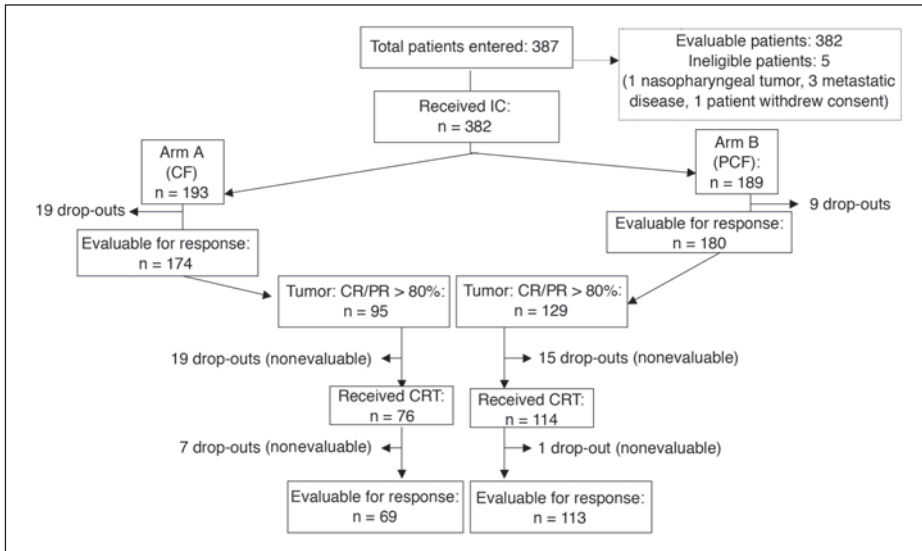 Total patients entered: 387
Evaluable patients: 382
Ineligible patients: 5
(1 nasopharyngeal tumor, 3 metastatic
disease, 1 patient withdrew consent)
Received IC:
n = 382
Arm A
(CF)
n = 193
Arm B
(PCF):
n = 189
19 drop-outs
9 drop-outs
Evaluable for response:
n = 174
Evaluable for response:
n = 180
Tumor: CR/PR > 80%:
n = 95
Tumor: CR/PR > 80%:
n = 129
19 drop-outs (nonevaluable)
15 drop-outs (nonevaluable)
Received CRT:
n = 76
Received CRT:
n = 114
7 drop-outs (nonevaluable)
1 drop-out (nonevaluable)
Evaluable for response:
n = 69
Evaluable for response:
n = 113